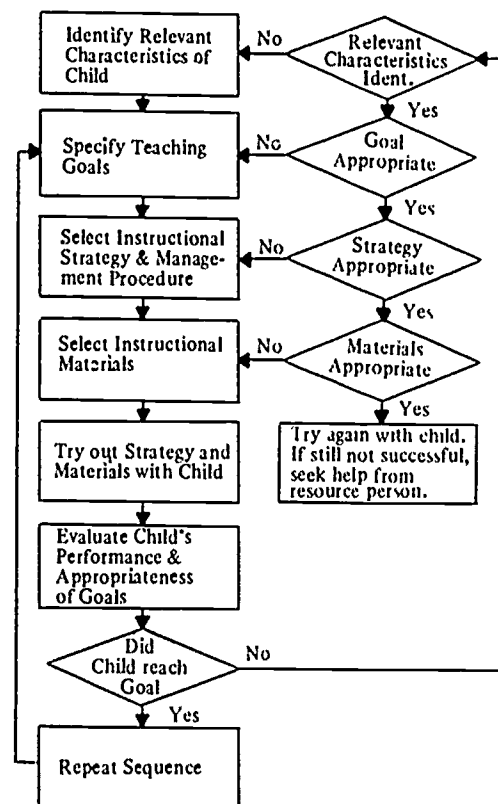 Identify Relevant
Characteristics of
Child
No
Relevant
Characteristics
Ident.
Yes
Specify Teaching
Goals
No
Goal
Appropriate
Yes
Select Instructional
Strategy & Manage-
ment Procedure
No
Strategy
Appropriate
Yes
Select Instructional
Materials
No
Materials
Appropriate
Yes
Try out Strategy and
Materials with Child
Try again with child.
If still not successful,
seek help from
resource person.
Evaluate Child's
Performance &
Appropriateness
of Goals
Did
Child reach
Goal
No
Yes
Repeat Sequence